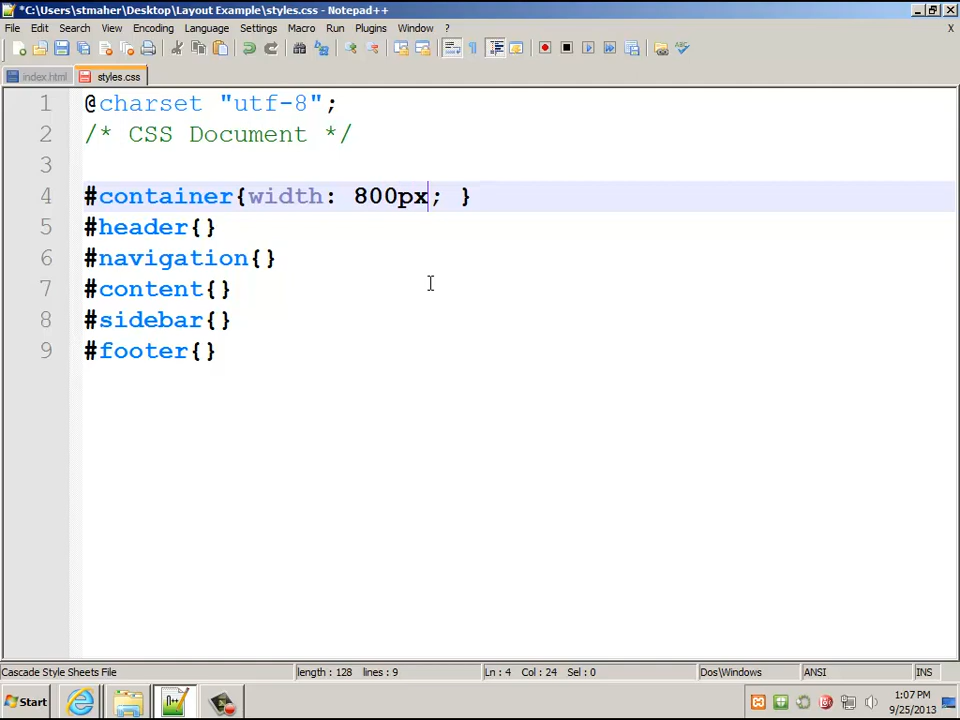 *C:\Users\stmaher\Desktop\Layout Example\styles.css - Notepad++
File Edit Search View Encoding Language Settings Macro Run Plugins Window ? X
index.html styles.css
1 @charset "utf-8";
2 /* CSS Document */
3
4 #container{width: 800px; }
5 #header{}
6 #navigation{}
7 #content{}
8 #sidebar{}
9 #footer{}
Cascade Style Sheets File length : 128 lines : 9 Ln : 4 Col : 24 Sel : 0 Dos\Windows ANSI INS
Start 1:07 PM
9/25/2013